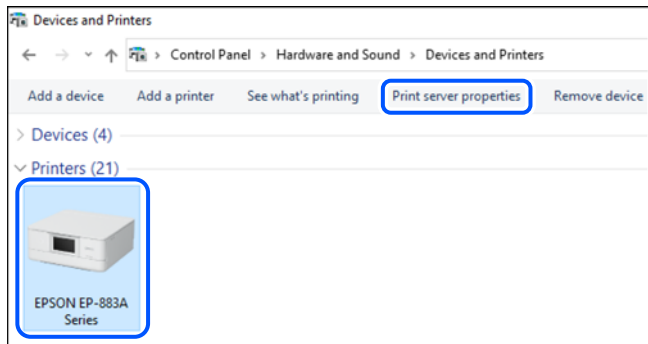 Devices and Printers
Control Panel > Hardware and Sound > Devices and Printers
Add a device Add a printer See what's printing Print server properties Remove device
Devices (4)
Printers (21)
EPSON EP-883A
Series